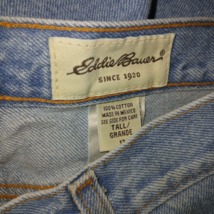 Eddie Bauer
SINCE 1920
100% COTTON
MADE IN MEXICO
SEE SIDE FOR CARE
TALL/
GRANDE